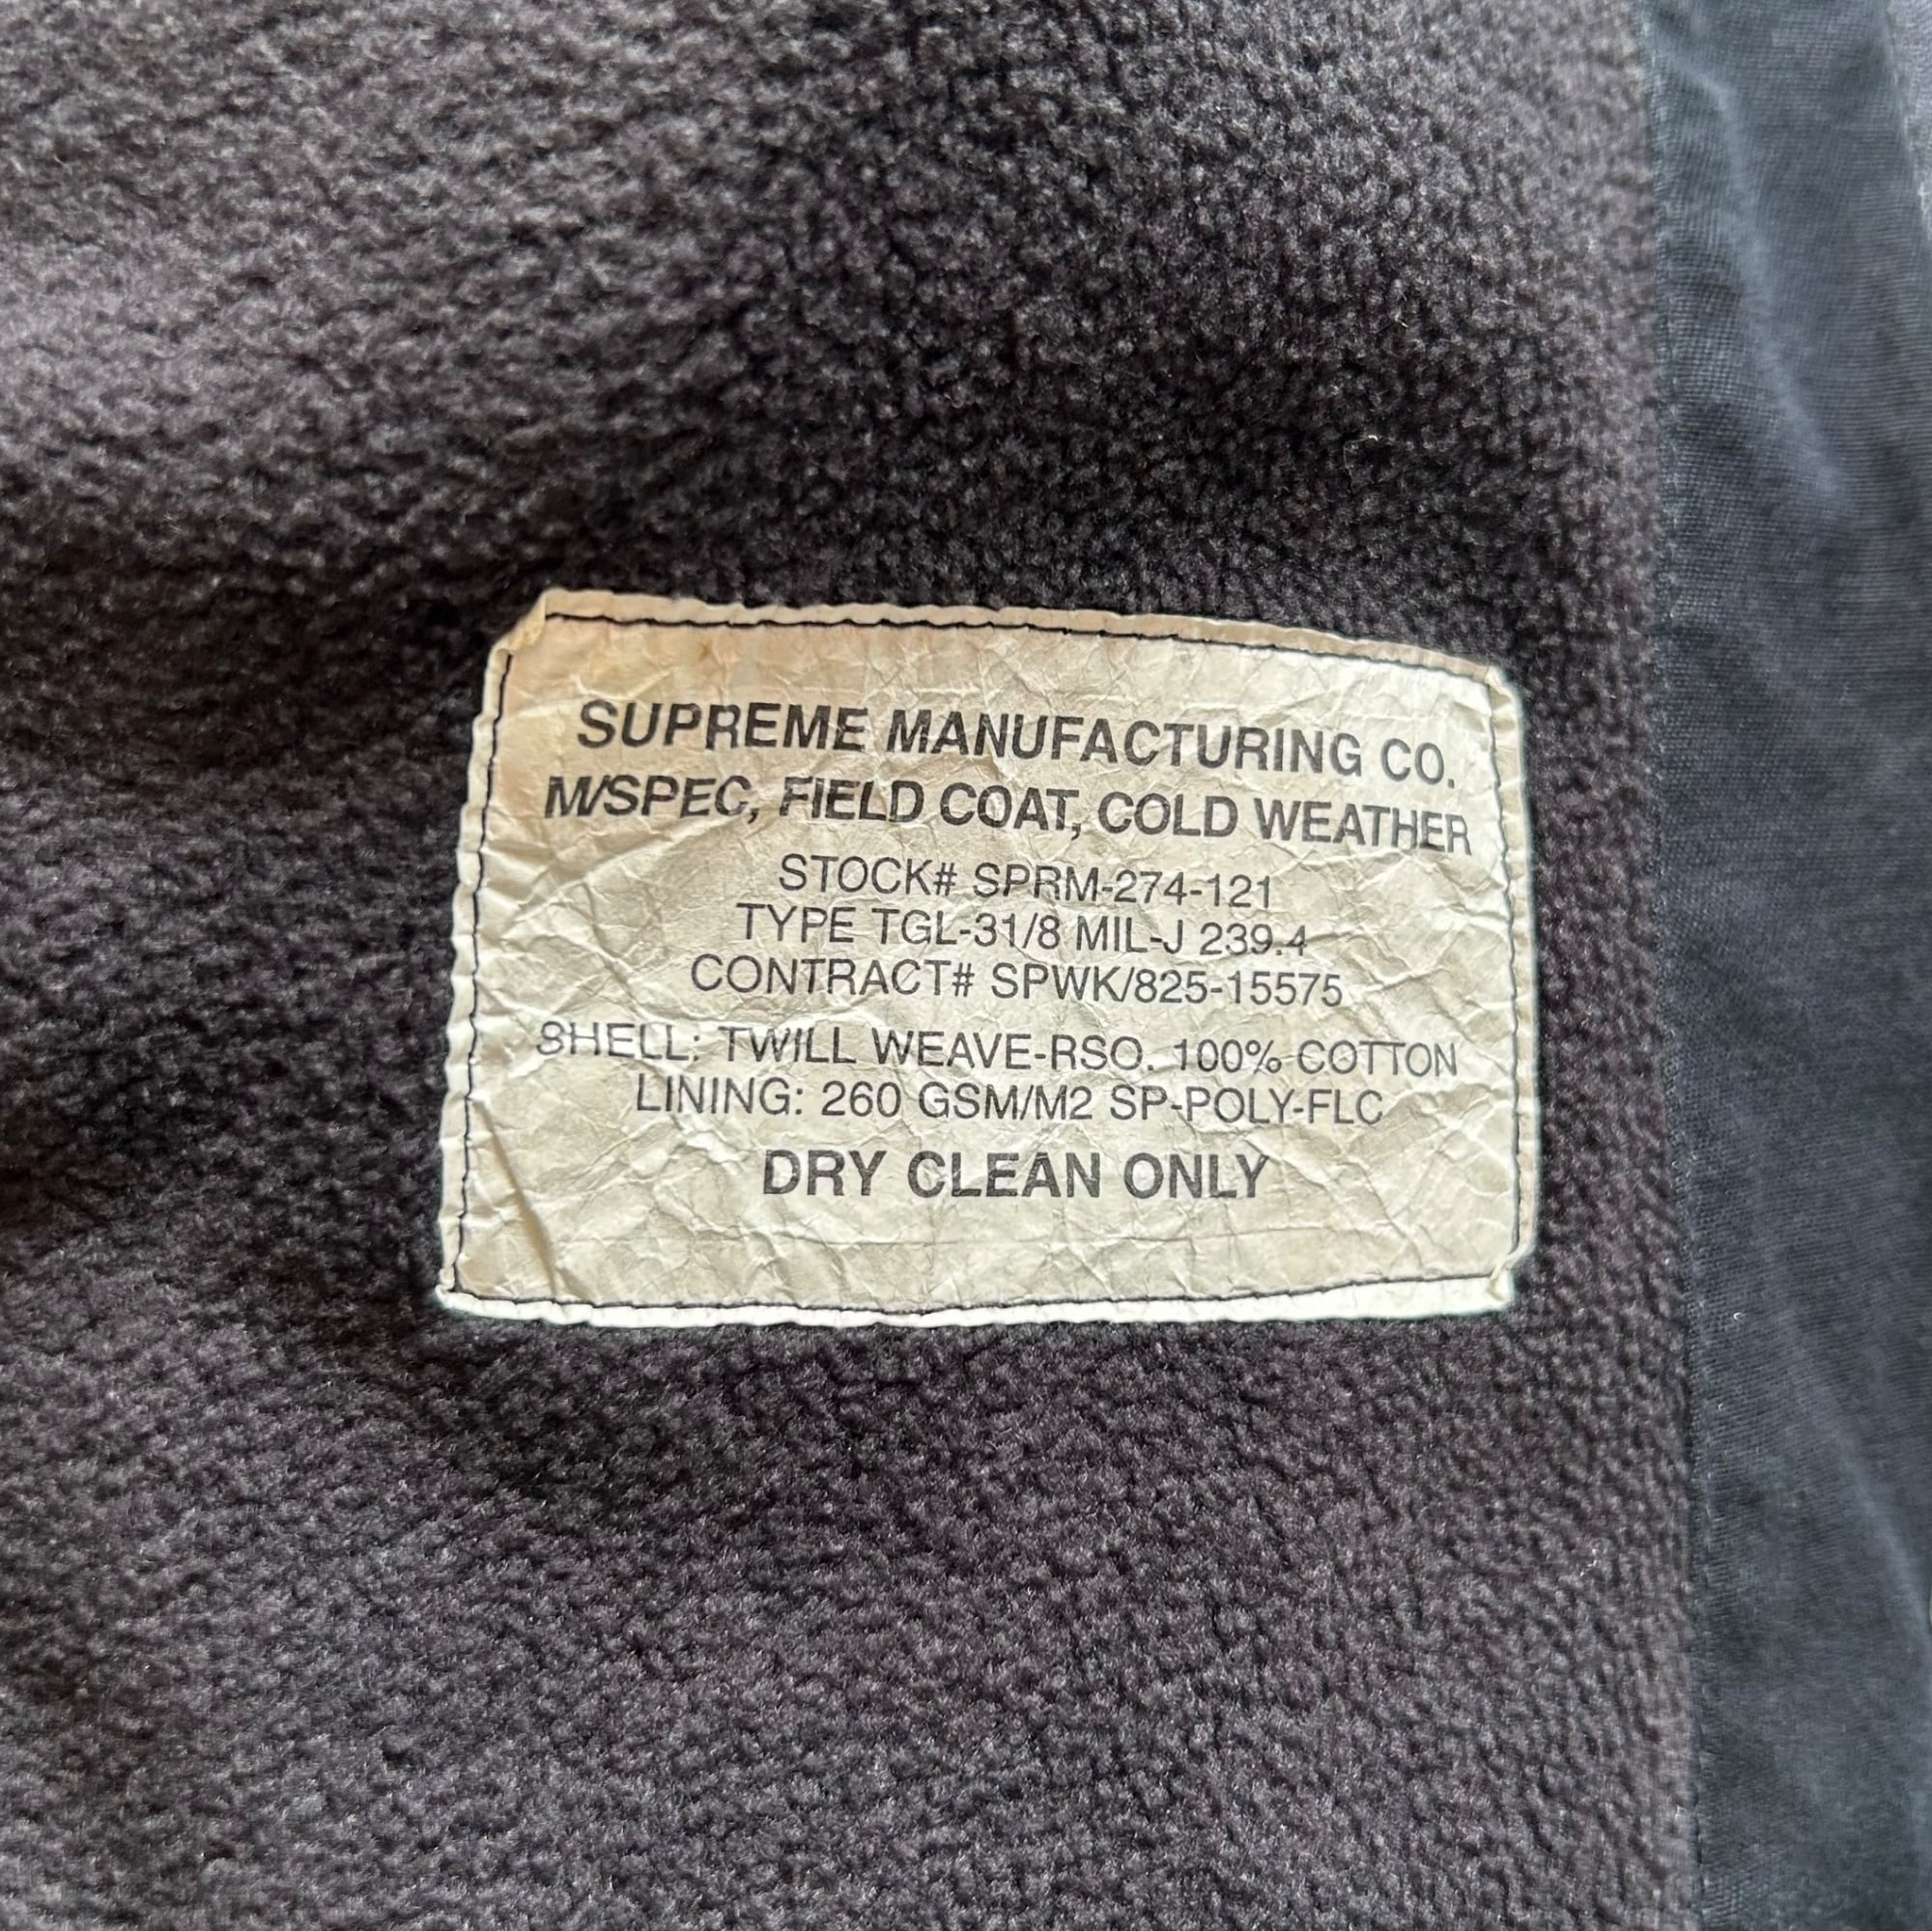 SUPREME MANUFACTURING CO.
M/SPEC, FIELD COAT, COLD WEATHER
STOCK# SPRM-274-121
TYPE TGL-31/8 MIL-J 239.4
CONTRACT# SPWK/825-15575
SHELL: TWILL WEAVE-RSO. 100% COTTON
LINING: 260 GSM/M2 SP-POLY-FLC
DRY CLEAN ONLY